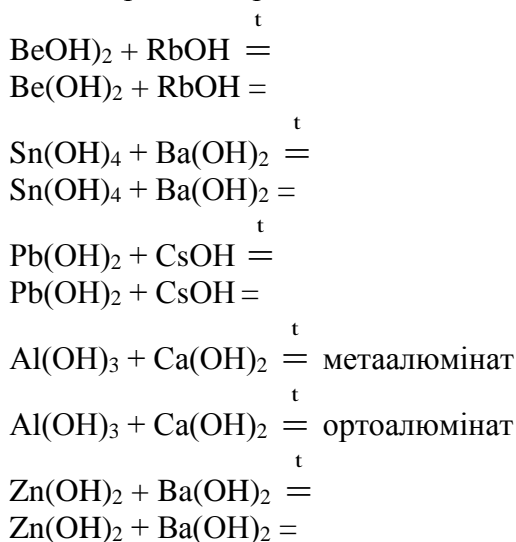 t
BeOH)₂ + RbOH =
Be(OH)₂ + RbOH =
t
Sn(OH)₄ + Ba(OH)₂ =
Sn(OH)₄ + Ba(OH)₂ =
t
Pb(OH)₂ + CsOH =
Pb(OH)₂ + CsOH =
t
Al(OH)₃ + Ca(OH)₂ = метаалюмінат
t
Al(OH)₃ + Ca(OH)₂ = ортоалюмінат
t
Zn(OH)₂ + Ba(OH)₂ =
Zn(OH)₂ + Ba(OH)₂ =